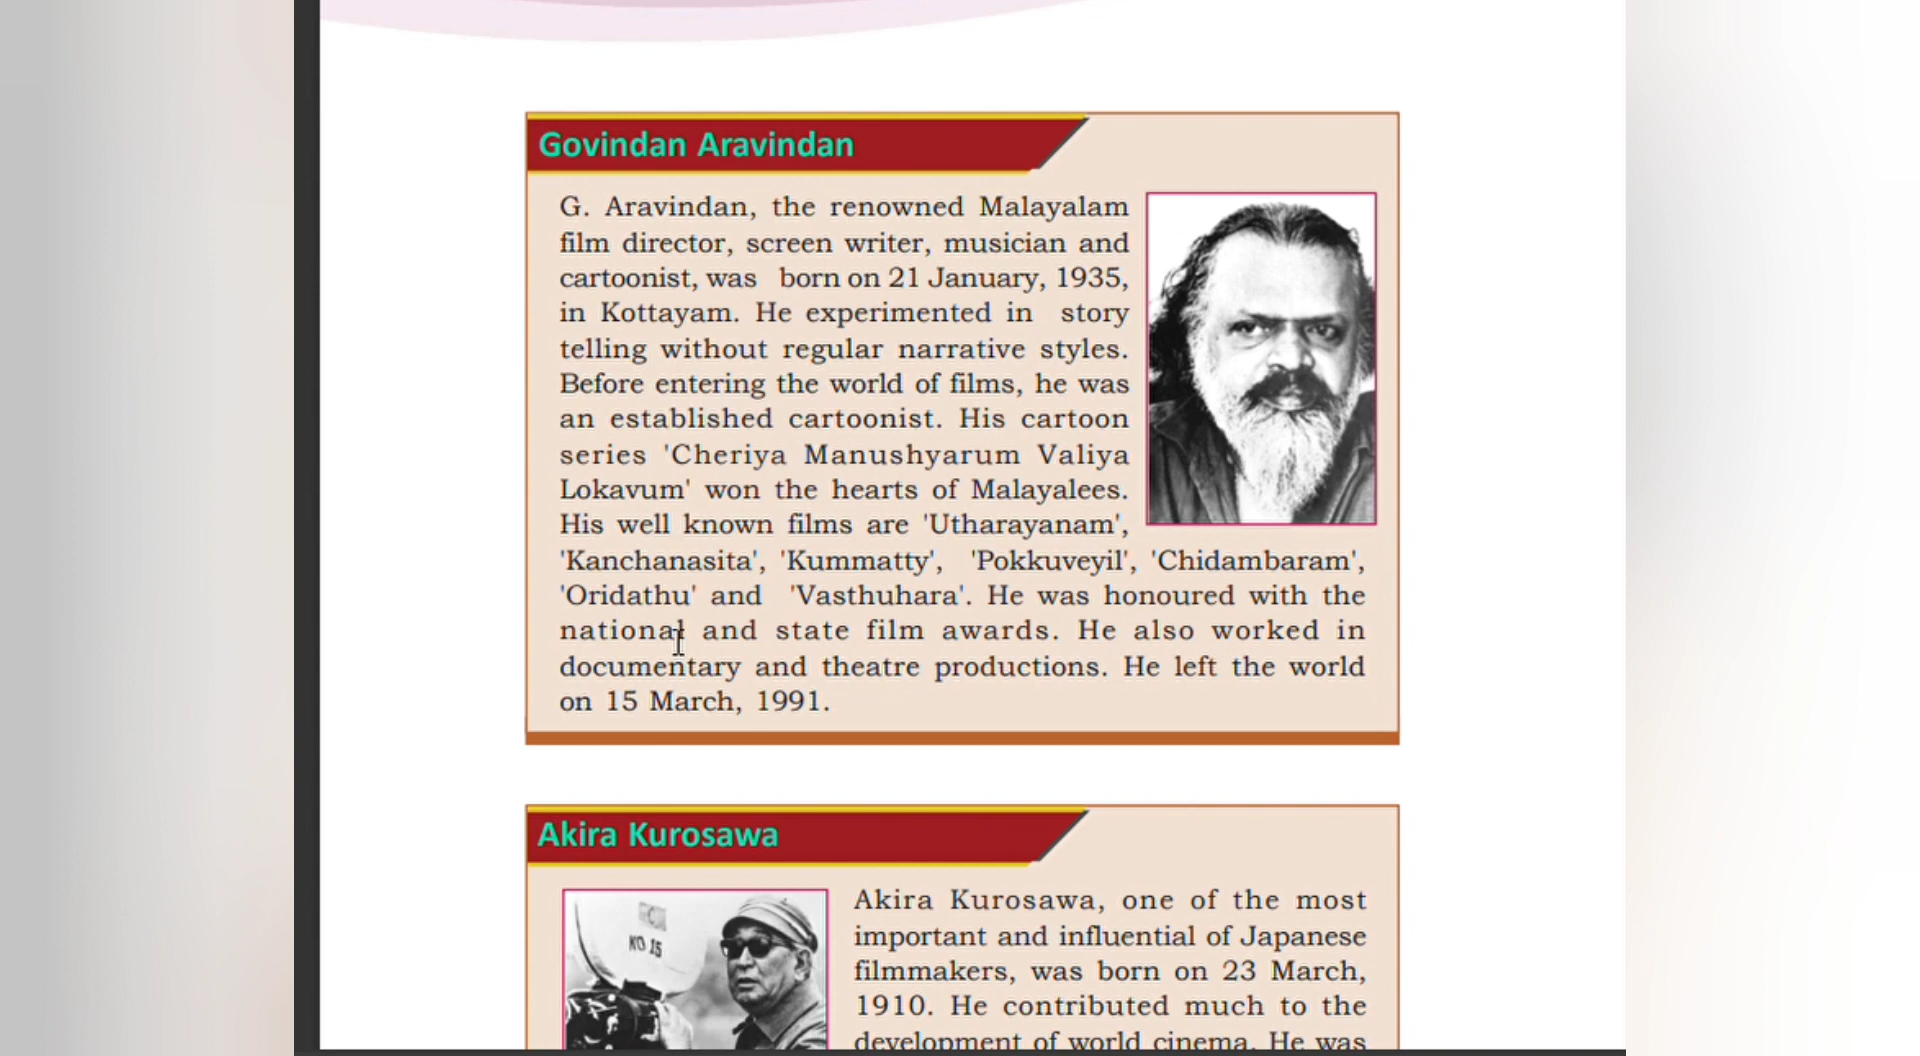 Govindan Aravindan
G. Aravindan, the renowned Malayalam
film director, screen writer, musician and
cartoonist, was born on 21 January, 1935,
in Kottayam. He experimented in story
telling without regular narrative styles.
Before entering the world of films, he was
an established cartoonist. His cartoon
series 'Cheriya Manushyarum Valiya
Lokavum' won the hearts of Malayalees.
His well known films are 'Utharayanam',
'Kanchanasita', 'Kummatty', 'Pokkuveyil', 'Chidambaram',
'Oridathu' and 'Vasthuhara'. He was honoured with the
national and state film awards. He also worked in
documentary and theatre productions. He left the world
on 15 March, 1991.
Akira Kurosawa
KO 15
Akira Kurosawa, one of the most
important and influential of Japanese
filmmakers, was born on 23 March,
1910. He contributed much to the
development of world cinema. He was